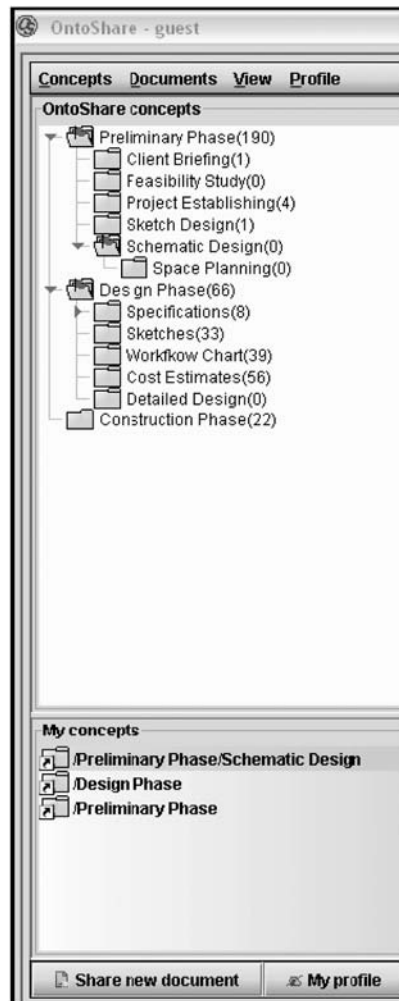 OntoShare - guest
Concepts Documents View Profile
OntoShare concepts
Preliminary Phase(190)
Client Briefing(1)
Feasibility Study(0)
Project Establishing(4)
Sketch Design(1)
Schematic Design(0)
Space Planning(0)
Design Phase(66)
Specifications(8)
Sketches(33)
Workfkow Chart(39)
Cost Estimates(56)
Detailed Design(0)
Construction Phase(22)
My concepts
/Preliminary Phase/Schematic Design
/Design Phase
/Preliminary Phase
Share new document My profile